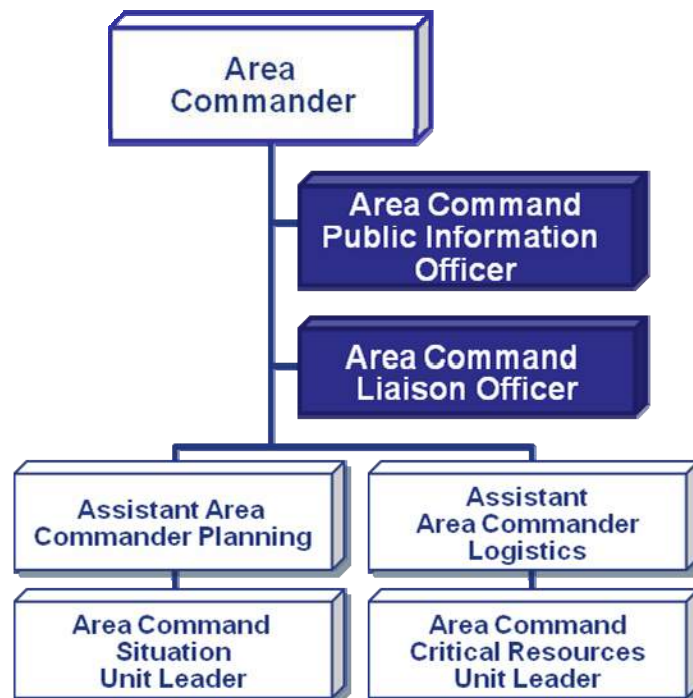 Area
Commander
Area Command
Public Information
Officer
Area Command
Liaison Officer
Assistant Area
Commander Planning
Assistant
Area Commander
Logistics
Area Command
Situation
Unit Leader
Area Command
Critical Resources
Unit Leader